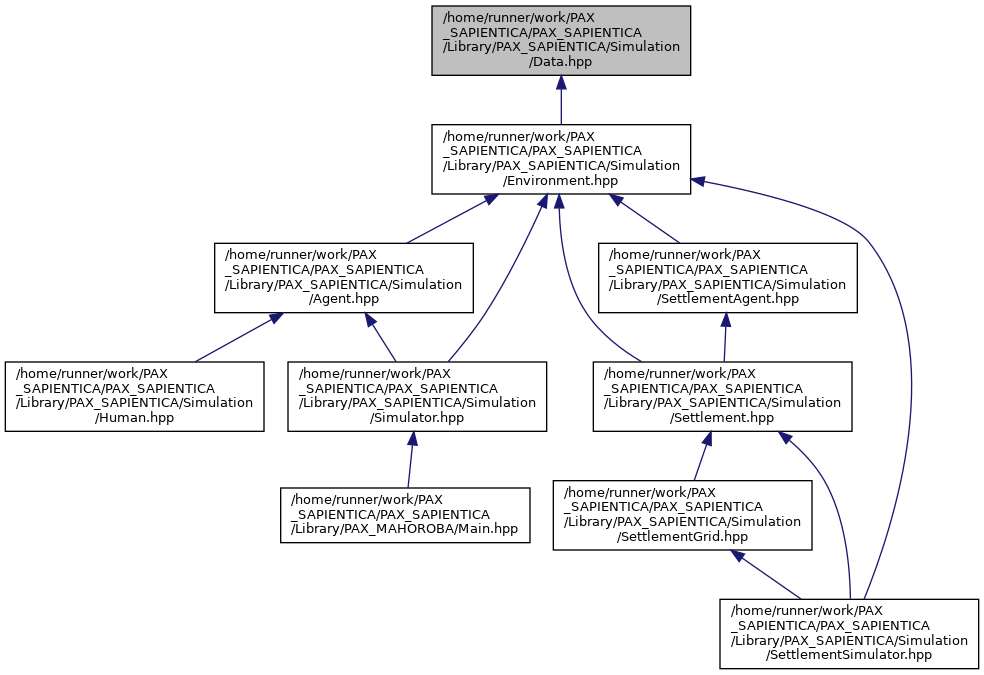 /home/runner/work/PAX
_SAPIENTICA/PAX_SAPIENTICA
/Library/PAX_SAPIENTICA/Simulation
/Data.hpp
/home/runner/work/PAX
_SAPIENTICA/PAX_SAPIENTICA
/Library/PAX_SAPIENTICA/Simulation
/Environment.hpp
/home/runner/work/PAX
_SAPIENTICA/PAX_SAPIENTICA
/Library/PAX_SAPIENTICA/Simulation
/Agent.hpp
/home/runner/work/PAX
_SAPIENTICA/PAX_SAPIENTICA
/Library/PAX_SAPIENTICA/Simulation
/SettlementAgent.hpp
/home/runner/work/PAX
_SAPIENTICA/PAX_SAPIENTICA
/Library/PAX_SAPIENTICA/Simulation
/Human.hpp
/home/runner/work/PAX
_SAPIENTICA/PAX_SAPIENTICA
/Library/PAX_SAPIENTICA/Simulation
/Simulator.hpp
/home/runner/work/PAX
_SAPIENTICA/PAX_SAPIENTICA
/Library/PAX_SAPIENTICA/Simulation
/Settlement.hpp
/home/runner/work/PAX
_SAPIENTICA/PAX_SAPIENTICA
/Library/PAX_MAHOROBA/Main.hpp
/home/runner/work/PAX
_SAPIENTICA/PAX_SAPIENTICA
/Library/PAX_SAPIENTICA/Simulation
/SettlementGrid.hpp
/home/runner/work/PAX
_SAPIENTICA/PAX_SAPIENTICA
/Library/PAX_SAPIENTICA/Simulation
/SettlementSimulator.hpp